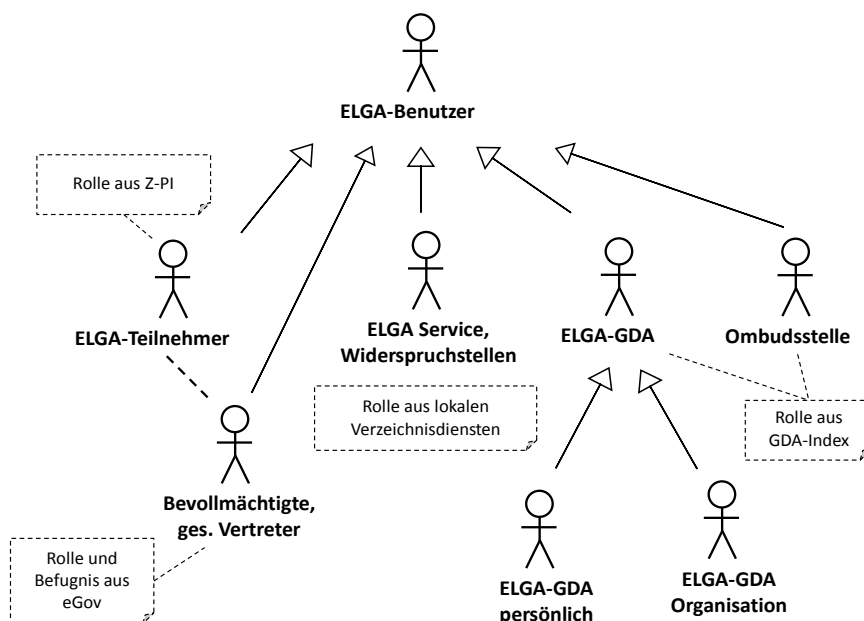 ELGA-Benutzer
Rolle aus Z-PI
ELGA-Teilnehmer
ELGA Service,
Widerspruchstellen
ELGA-GDA
Ombudsstelle
Rolle aus lokalen
Verzeichnisdiensten
Rolle aus
GDA-Index
Bevollmächtigte,
ges. Vertreter
Rolle und
Befugnis aus
eGov
ELGA-GDA
persönlich
ELGA-GDA
Organisation